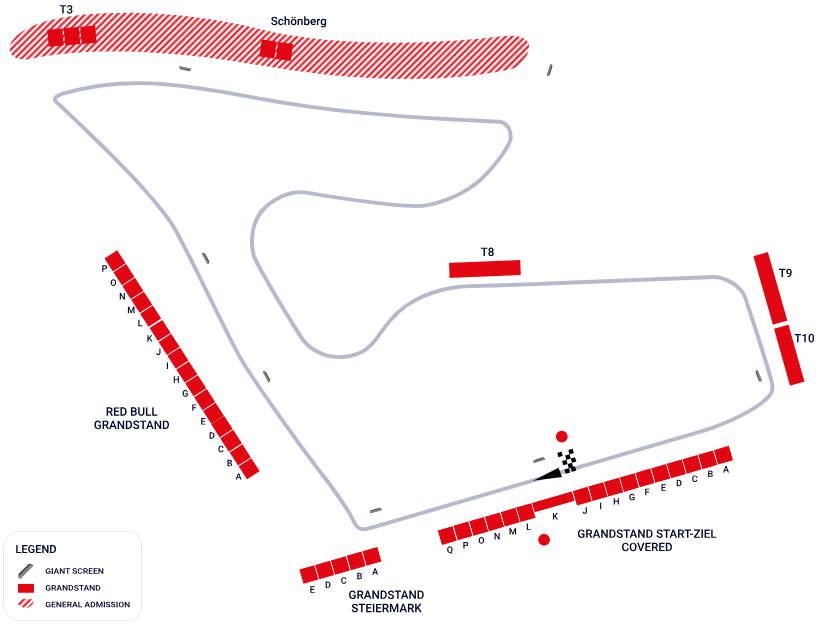 T3
Schönberg
T8
T9
T10
P
O
N
M
L
K
J
I
H
G
F
E
D
C
B
A
RED BULL
GRANDSTAND
Q P O N M L K J I H G F E D C B A
GRANDSTAND START-ZIEL
COVERED
E D C B A
GRANDSTAND
STEIERMARK
LEGEND
GIANT SCREEN
GRANDSTAND
GENERAL ADMISSION